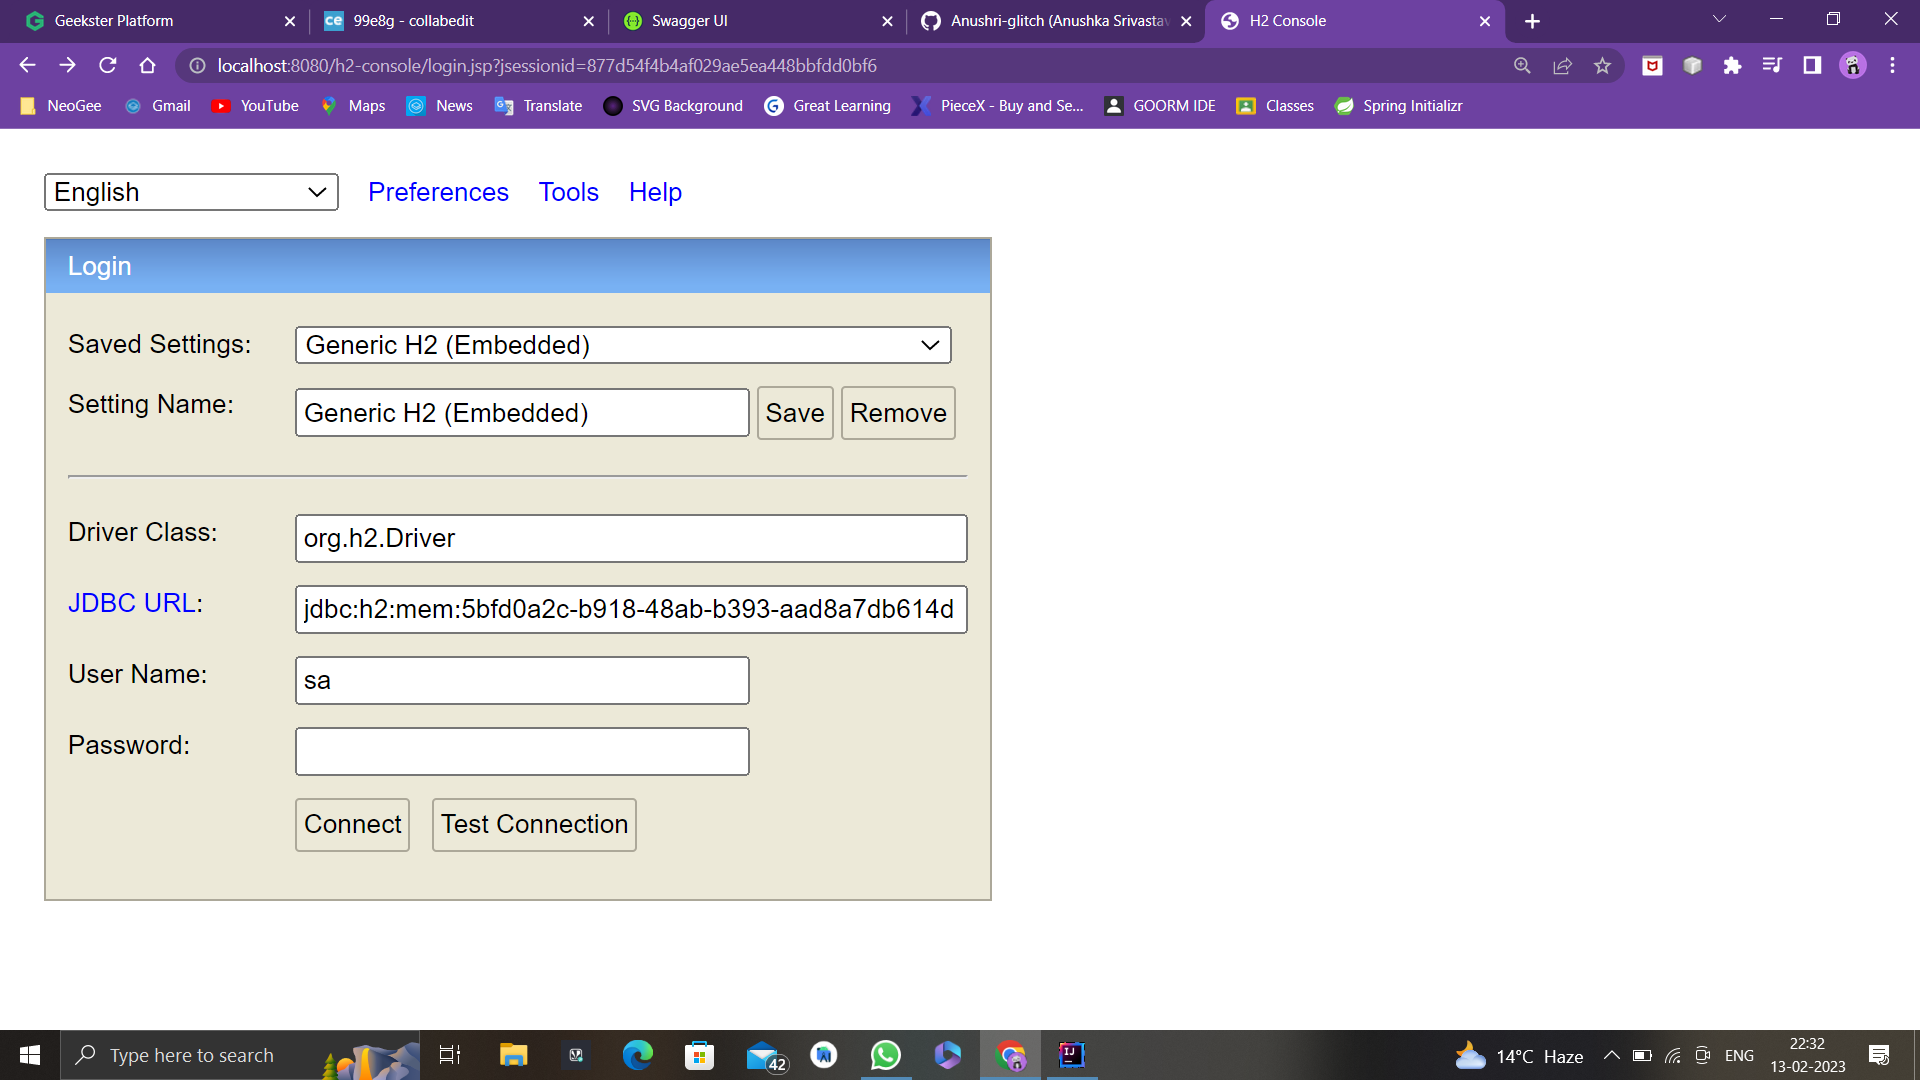 Geekster Platform
ce 99e8g - collabedit
Swagger UI
Anushri-glitch (Anushka Srivastav
H2 Console
localhost:8080/h2-console/login.jsp?jsessionid=877d54f4b4af029ae5ea448bbfdd0bf6
NeoGee
Gmail
YouTube
Maps
News
Translate
SVG Background
Great Learning
PieceX - Buy and Se...
GOORM IDE
Classes
Spring Initializr
English Preferences Tools Help
Login
Saved Settings: Generic H2 (Embedded)
Setting Name: Generic H2 (Embedded) Save Remove
Driver Class: org.h2.Driver
JDBC URL: jdbc:h2:mem:5bfd0a2c-b918-48ab-b393-aad8a7db614d
User Name: sa
Password:
Connect Test Connection
Type here to search
42
IJ
14°C Haze
ENG
22:32
13-02-2023